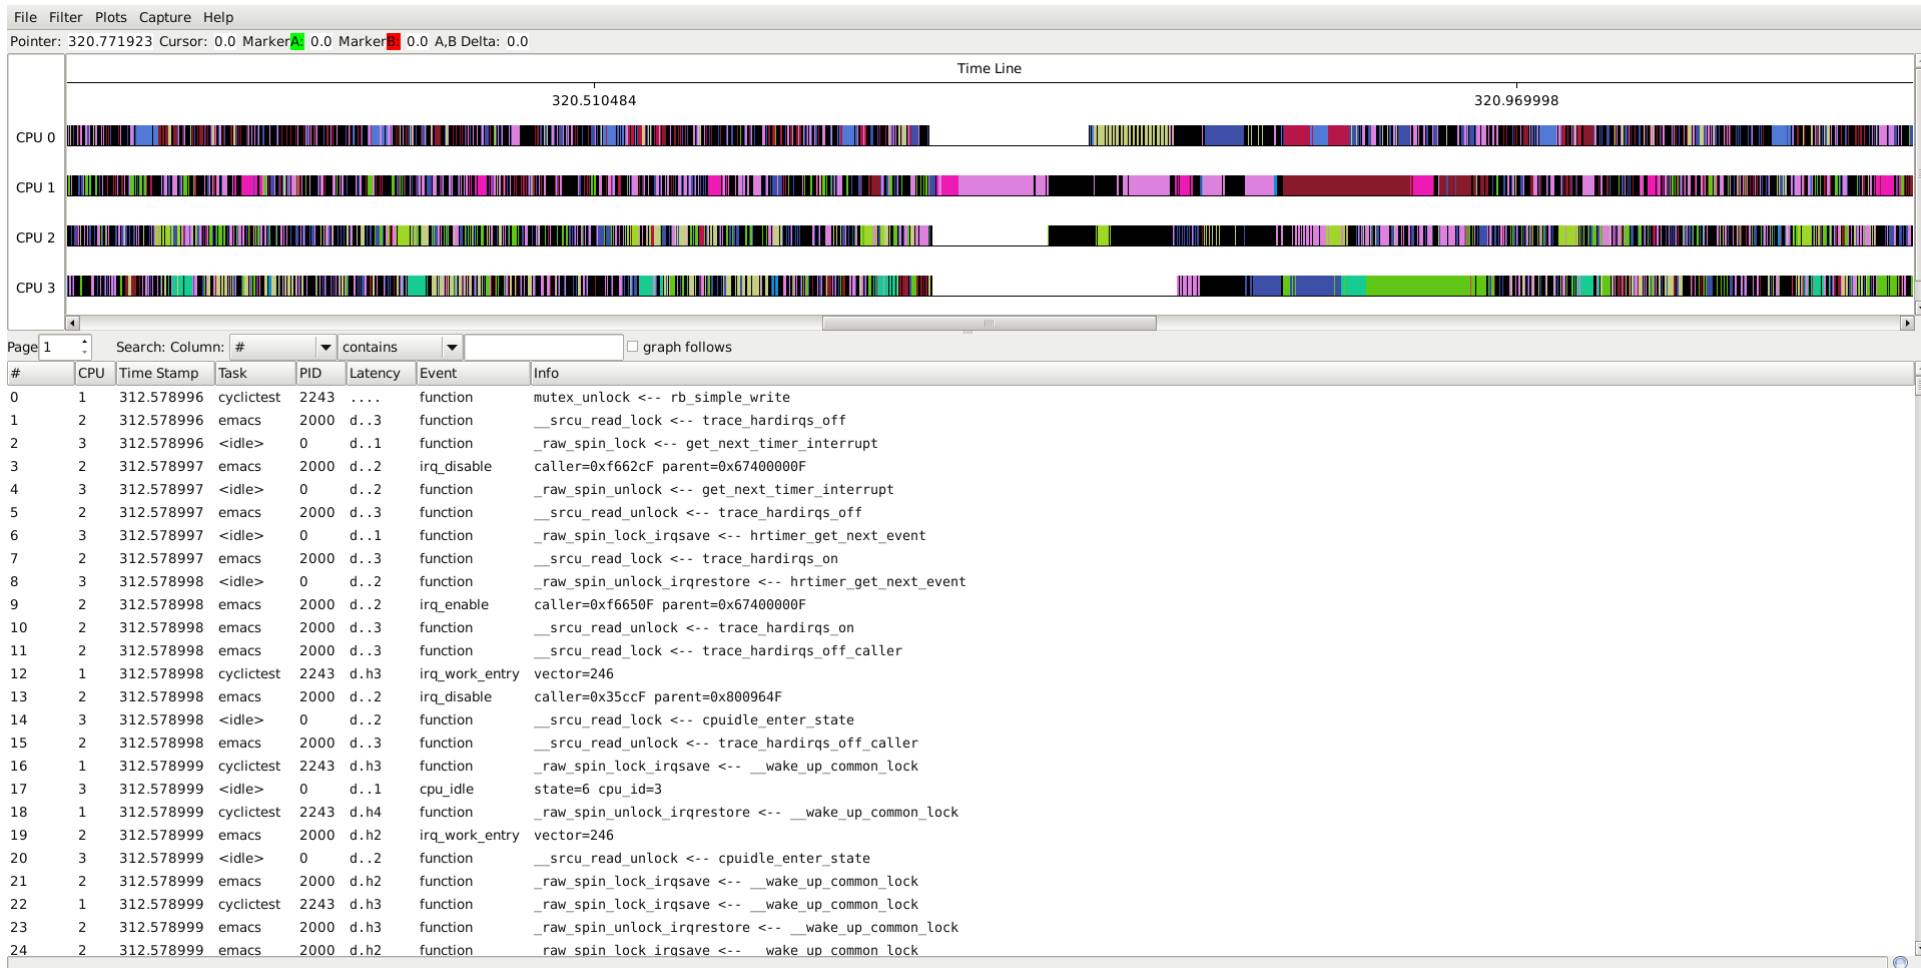 File Filter Plots Capture Help
Pointer: 320.771923 Cursor: 0.0 MarkerA: 0.0 MarkerB: 0.0 A,B Delta: 0.0
Time Line
320.510484 320.969998
CPU 0
CPU 1
CPU 2
CPU 3
Page 1 Search: Column: # contains graph follows
# CPU Time Stamp Task PID Latency Event Info
0 1 312.578996 cyclictest 2243 .... function mutex_unlock <-- rb_simple_write
1 2 312.578996 emacs 2000 d..3 function __srcu_read_lock <-- trace_hardirqs_off
2 3 312.578996 <idle> 0 d..1 function _raw_spin_lock <-- get_next_timer_interrupt
3 2 312.578997 emacs 2000 d..2 irq_disable caller=0xf662cF parent=0x67400000F
4 3 312.578997 <idle> 0 d..2 function _raw_spin_unlock <-- get_next_timer_interrupt
5 2 312.578997 emacs 2000 d..3 function __srcu_read_unlock <-- trace_hardirqs_off
6 3 312.578997 <idle> 0 d..1 function _raw_spin_lock_irqsave <-- hrtimer_get_next_event
7 2 312.578997 emacs 2000 d..3 function __srcu_read_lock <-- trace_hardirqs_on
8 3 312.578998 <idle> 0 d..2 function _raw_spin_unlock_irqrestore <-- hrtimer_get_next_event
9 2 312.578998 emacs 2000 d..2 irq_enable caller=0xf6650F parent=0x67400000F
10 2 312.578998 emacs 2000 d..3 function __srcu_read_unlock <-- trace_hardirqs_on
11 2 312.578998 emacs 2000 d..3 function __srcu_read_lock <-- trace_hardirqs_off_caller
12 1 312.578998 cyclictest 2243 d.h3 irq_work_entry vector=246
13 2 312.578998 emacs 2000 d..2 irq_disable caller=0x35ccF parent=0x800964F
14 3 312.578998 <idle> 0 d..2 function __srcu_read_lock <-- cpuidle_enter_state
15 2 312.578998 emacs 2000 d..3 function __srcu_read_unlock <-- trace_hardirqs_off_caller
16 1 312.578999 cyclictest 2243 d.h3 function _raw_spin_lock_irqsave <-- __wake_up_common_lock
17 3 312.578999 <idle> 0 d..1 cpu_idle state=6 cpu_id=3
18 1 312.578999 cyclictest 2243 d.h4 function _raw_spin_unlock_irqrestore <-- __wake_up_common_lock
19 2 312.578999 emacs 2000 d.h2 irq_work_entry vector=246
20 3 312.578999 <idle> 0 d..2 function __srcu_read_unlock <-- cpuidle_enter_state
21 2 312.578999 emacs 2000 d.h2 function _raw_spin_lock_irqsave <-- __wake_up_common_lock
22 1 312.578999 cyclictest 2243 d.h3 function _raw_spin_lock_irqsave <-- __wake_up_common_lock
23 2 312.578999 emacs 2000 d.h3 function _raw_spin_unlock_irqrestore <-- __wake_up_common_lock
24 2 312.578999 emacs 2000 d.h2 function _raw_spin_lock_irqsave <-- __wake_up_common_lock